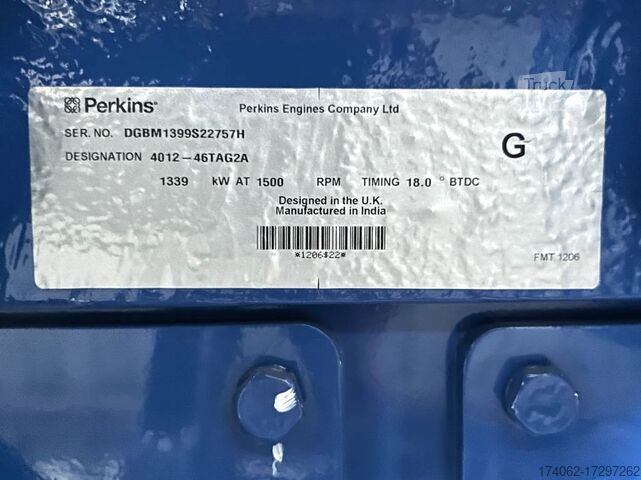 Truck
Perkins®
Perkins Engines Company Ltd
SER. NO. DGBM1399S22757H
G
DESIGNATION 4012-46TAG2A
1339 kW AT 1500 RPM TIMING 18.0 ° BTDC
Designed in the U.K.
Manufactured in India
*1206$22*
FMT 1206
174062-17297262